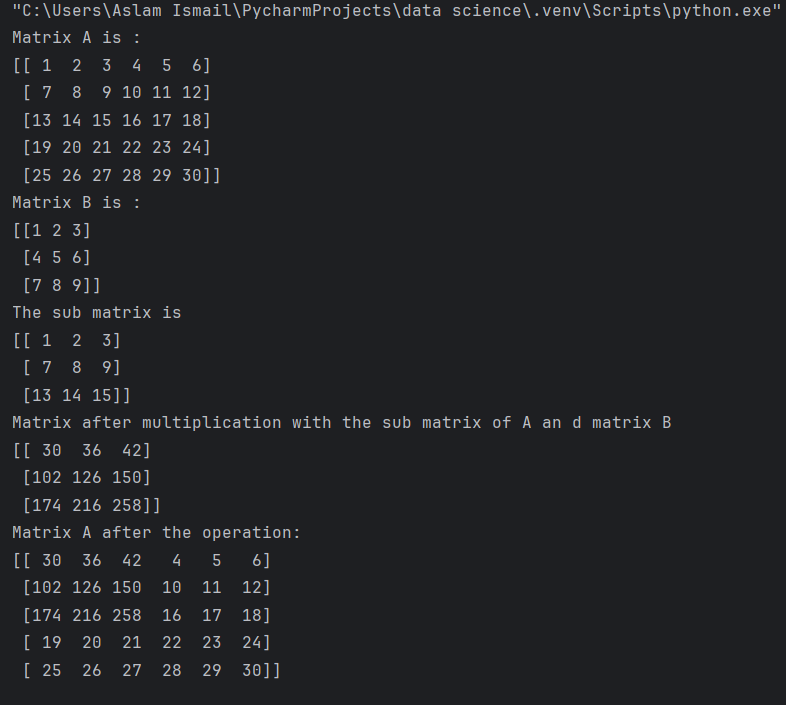 "C:\Users\Aslam Ismail\PycharmProjects\data science\.venv\Scripts\python.exe"
Matrix A is :
[[ 1  2  3  4  5  6]
 [ 7  8  9 10 11 12]
 [13 14 15 16 17 18]
 [19 20 21 22 23 24]
 [25 26 27 28 29 30]]
Matrix B is :
[[1 2 3]
 [4 5 6]
 [7 8 9]]
The sub matrix is
[[ 1  2  3]
 [ 7  8  9]
 [13 14 15]]
Matrix after multiplication with the sub matrix of A an d matrix B
[[ 30  36  42]
 [102 126 150]
 [174 216 258]]
Matrix A after the operation:
[[ 30  36  42   4   5   6]
 [102 126 150  10  11  12]
 [174 216 258  16  17  18]
 [ 19  20  21  22  23  24]
 [ 25  26  27  28  29  30]]